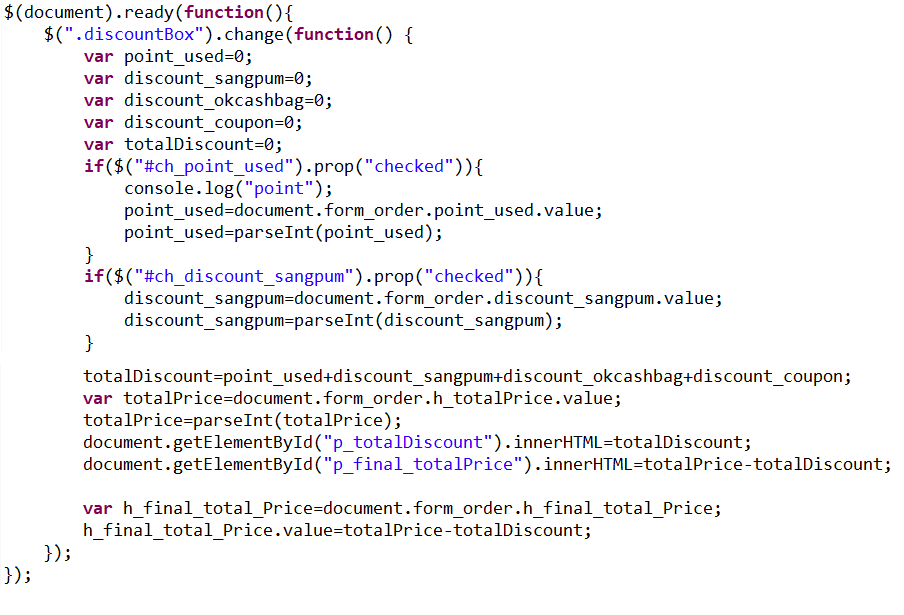 $(document).ready(function(){
    $(".discountBox").change(function() {
        var point_used=0;
        var discount_sangpum=0;
        var discount_okcashbag=0;
        var discount_coupon=0;
        var totalDiscount=0;
        if($("#ch_point_used").prop("checked")){
            console.log("point");
            point_used=document.form_order.point_used.value;
            point_used=parseInt(point_used);
        }
        if($("#ch_discount_sangpum").prop("checked")){
            discount_sangpum=document.form_order.discount_sangpum.value;
            discount_sangpum=parseInt(discount_sangpum);
        }
        totalDiscount=point_used+discount_sangpum+discount_okcashbag+discount_coupon;
        var totalPrice=document.form_order.h_totalPrice.value;
        totalPrice=parseInt(totalPrice);
        document.getElementById("p_totalDiscount").innerHTML=totalDiscount;
        document.getElementById("p_final_totalPrice").innerHTML=totalPrice-totalDiscount;
        var h_final_total_Price=document.form_order.h_final_total_Price;
        h_final_total_Price.value=totalPrice-totalDiscount;
    });
});